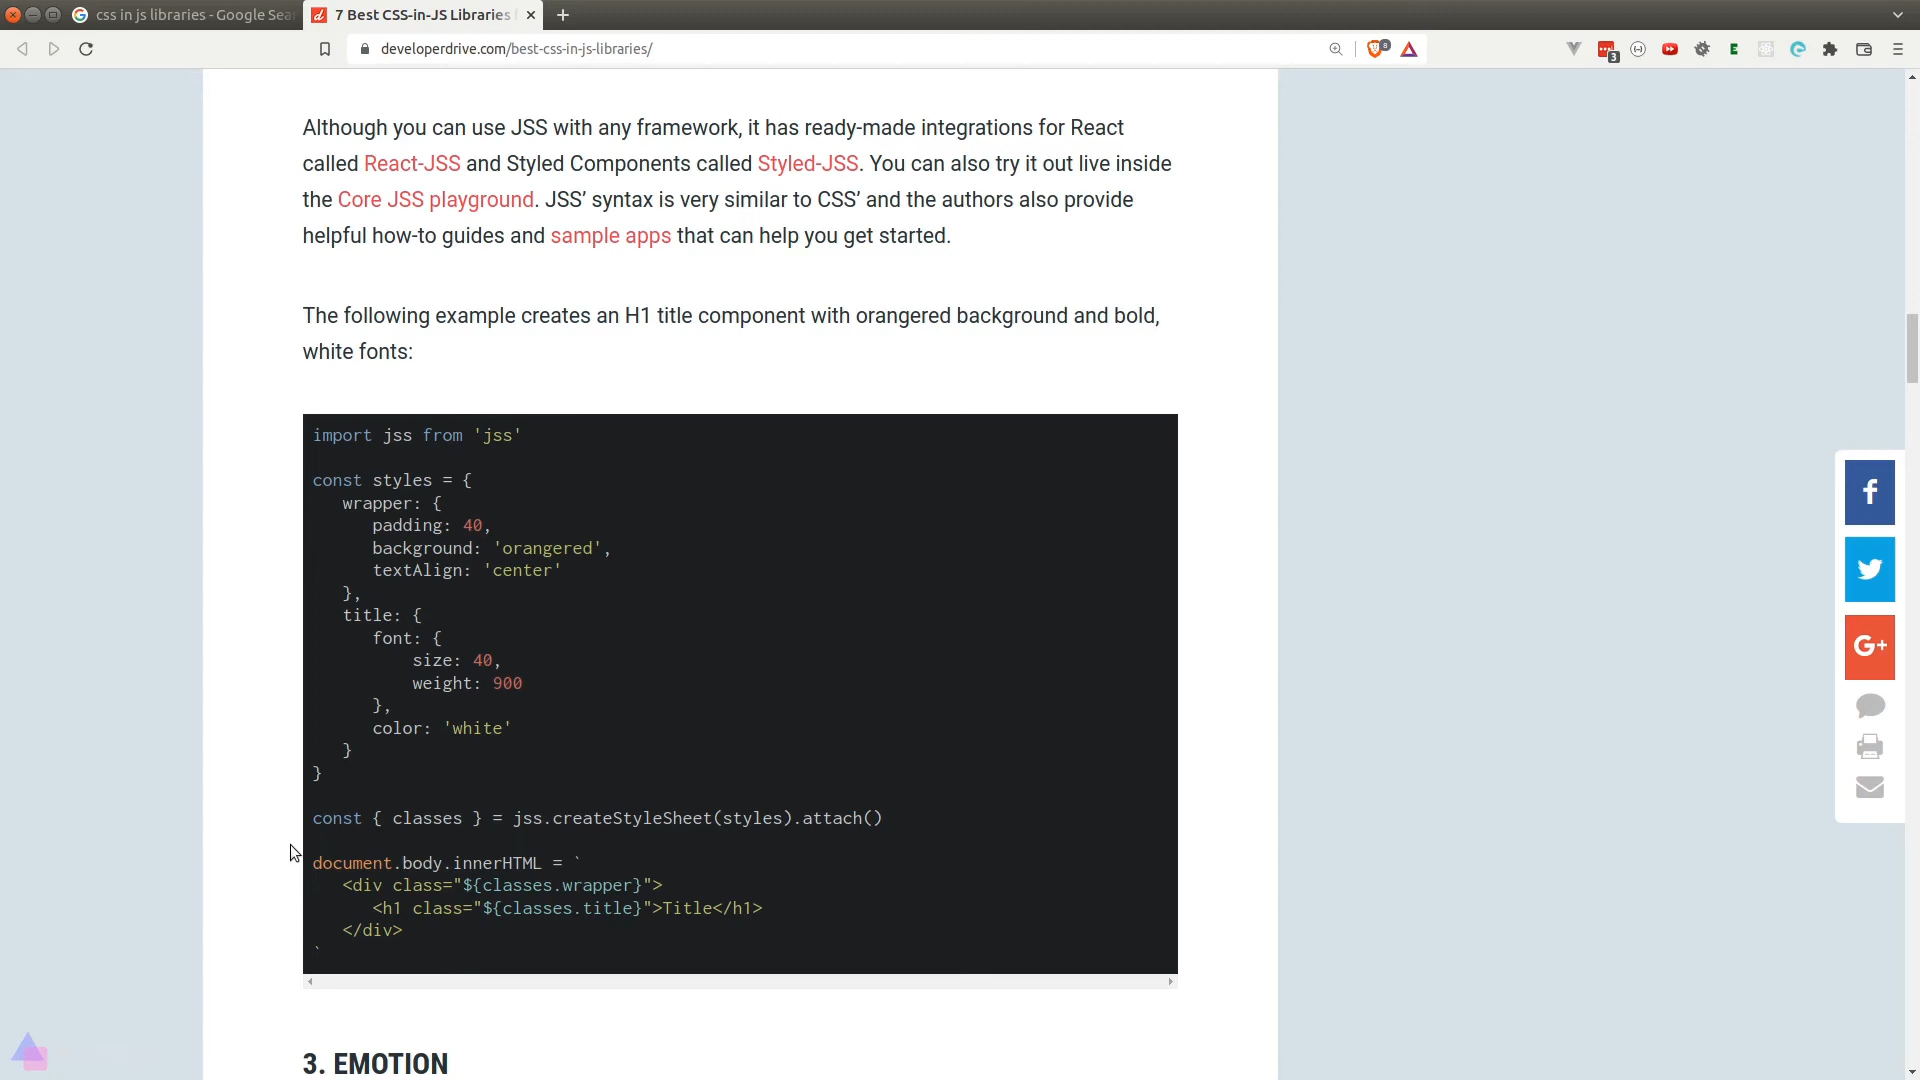 css in js libraries - Google Sea
7 Best CSS-in-JS Libraries
developerdrive.com/best-css-in-js-libraries/
8
3
Although you can use JSS with any framework, it has ready-made integrations for React
called React-JSS and Styled Components called Styled-JSS. You can also try it out live inside
the Core JSS playground. JSS’ syntax is very similar to CSS’ and the authors also provide
helpful how-to guides and sample apps that can help you get started.
The following example creates an H1 title component with orangered background and bold,
white fonts:
import jss from 'jss'
const styles = {
wrapper: {
padding: 40,
background: 'orangered',
textAlign: 'center'
},
title: {
font: {
size: 40,
weight: 900
},
color: 'white'
}
}
const { classes } = jss.createStyleSheet(styles).attach()
document.body.innerHTML = `
<div class="${classes.wrapper}">
<h1 class="${classes.title}">Title</h1>
</div>
`
3. EMOTION
f
G+